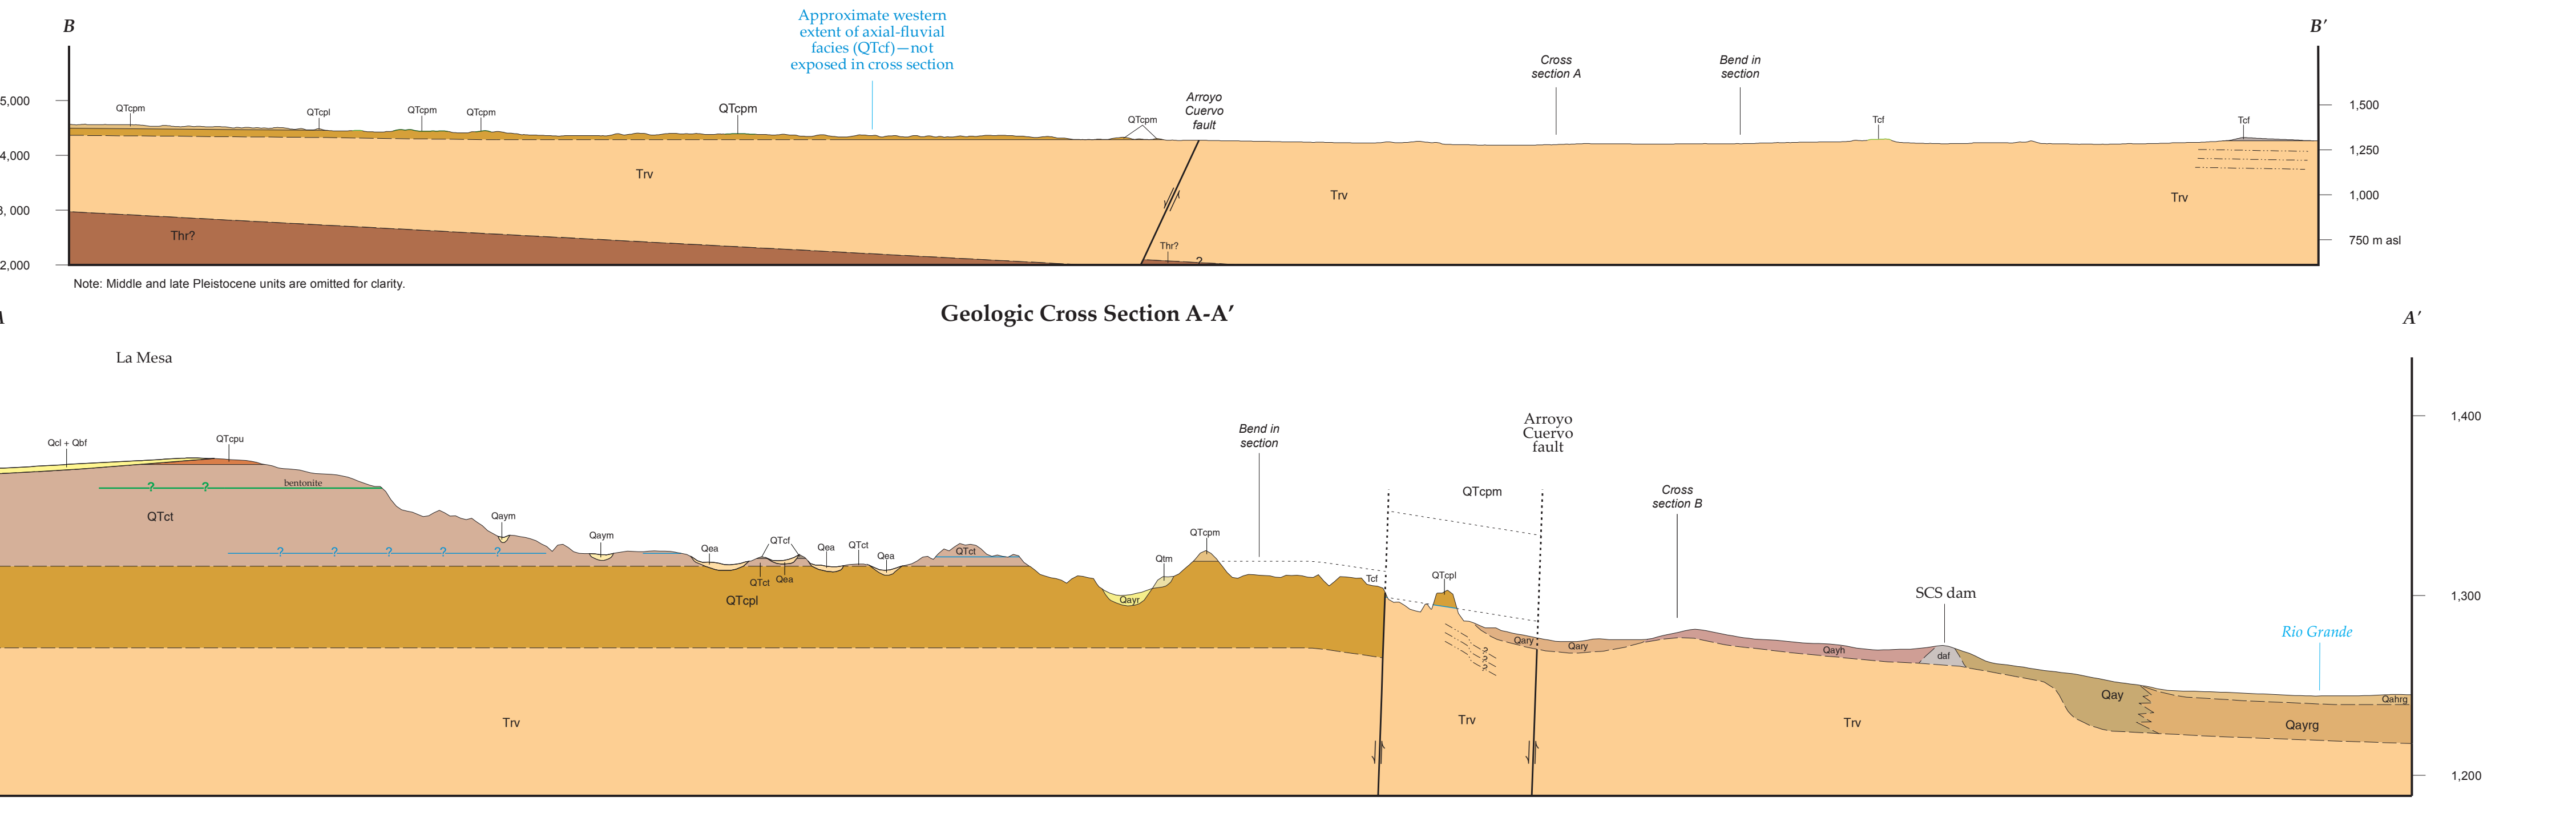 B
Approximate western
extent of axial-fluvial
facies (QTcf)—not
exposed in cross section
B′
Cross
section A
Bend in
section
Arroyo
Cuervo
fault
5,000
QTcpm
QTcpl
QTcpm
QTcpm
QTcpm
QTcpm
Tcf
Tcf
1,500
4,000
Trv
1,250
Trv
Trv
1,000
3, 000
Thr?
Thr?
?
750 m asl
2,000
Note: Middle and late Pleistocene units are omitted for clarity.
Geologic Cross Section A-A′
A′
La Mesa
1,400
Arroyo
Cuervo
fault
Bend in
section
Qcl + Qbf
QTcpu
bentonite
? ?
QTcpm
Cross
section B
QTct
Qaym
Qaym
? ? ? ? ?
Qea
QTcf
Qea
QTct
Qea
QTct
QTct
Qea
Qtm
QTcpm
Tcf
QTcpl
QTcpl
Qayr
1,300
SCS dam
Rio Grande
Qary
Qary
?
?
?
Qayh
daf
Qay
Qahrg
Qayrg
Trv
Trv
Trv
1,200